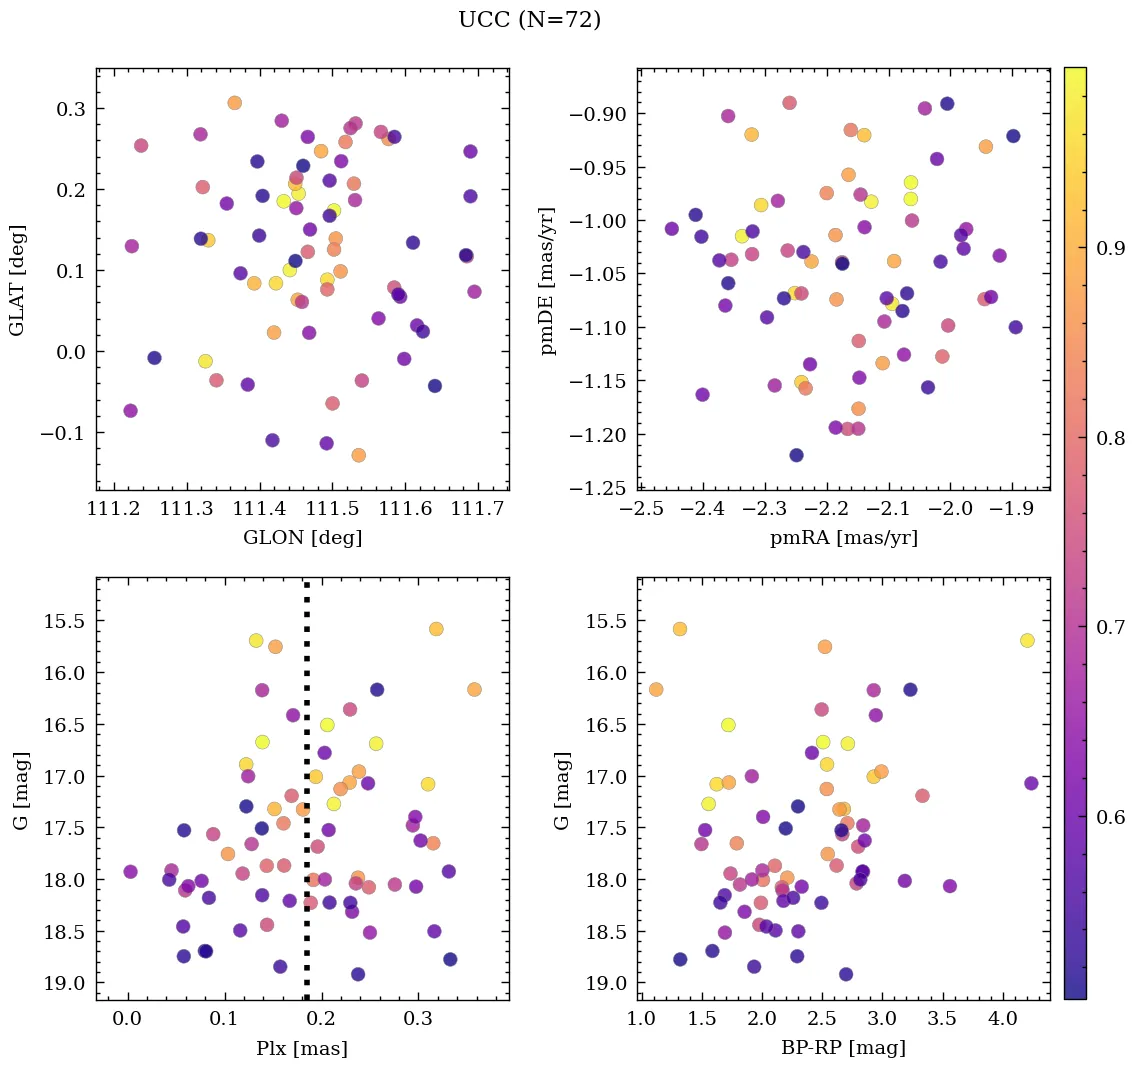 UCC (N=72)
0.3
0.2
0.1
0.0
−0.1
GLAT [deg]
111.2 111.3 111.4 111.5 111.6 111.7
GLON [deg]
−0.90
−0.95
−1.00
−1.05
−1.10
−1.15
−1.20
−1.25
pmDE [mas/yr]
−2.5 −2.4 −2.3 −2.2 −2.1 −2.0 −1.9
pmRA [mas/yr]
0.9
0.8
0.7
0.6
15.5
16.0
16.5
17.0
17.5
18.0
18.5
19.0
G [mag]
0.0 0.1 0.2 0.3
Plx [mas]
15.5
16.0
16.5
17.0
17.5
18.0
18.5
19.0
G [mag]
1.0 1.5 2.0 2.5 3.0 3.5 4.0
BP-RP [mag]